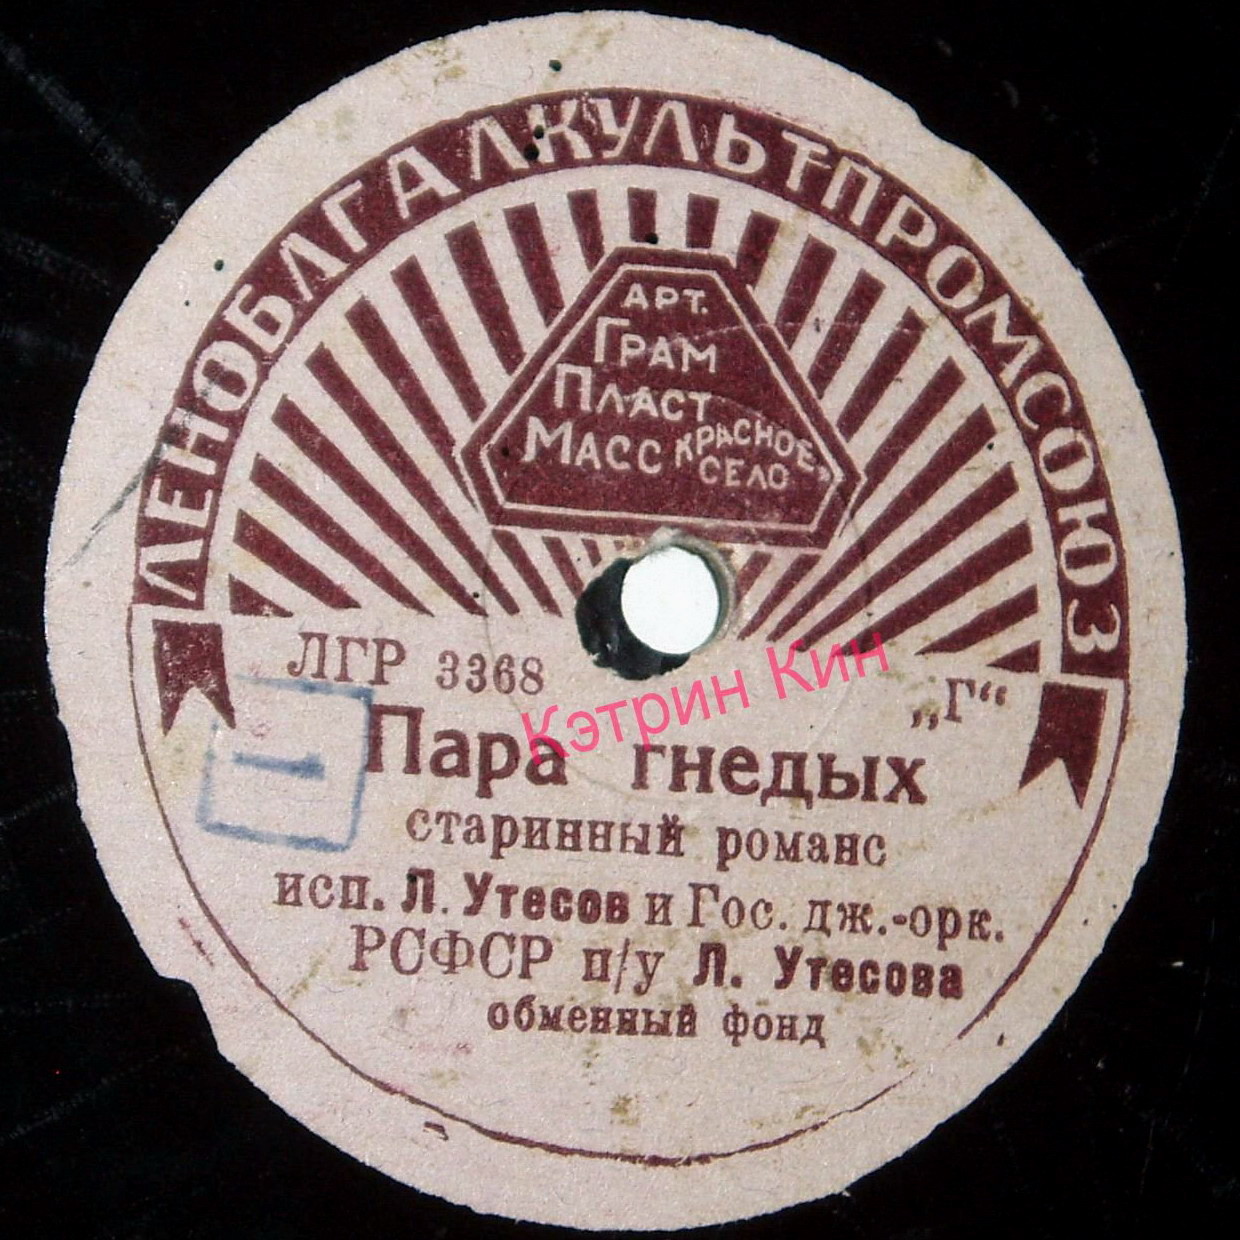 ЛЕНОБЛГАЛКУЛЬТПРОМСОЮЗ
АРТ.
ГРАМ
ПЛАСТ
МАСС КРАСНОЕ
СЕЛО"
ЛГР 3368
„Г“
Кэтрин Кин
Пара гнедых
старинный романс
исп. Л. Утесов и Гос. дж.-орк.
РСФСР п/у Л. Утесова
обменный фонд